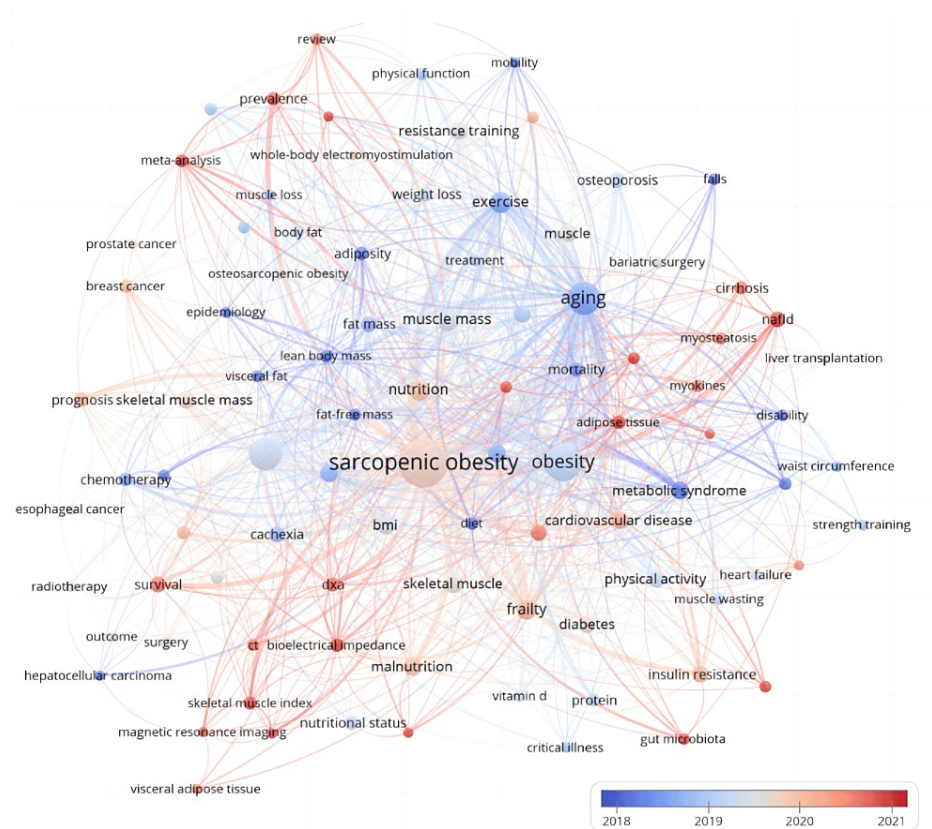 review
mobility
physical function
prevalence
resistance training
whole-body electromyostimulation
meta-analysis
osteoporosis
falls
muscle loss
weight loss
exercise
body fat
muscle
prostate cancer
adiposity
treatment
bariatric surgery
osteosarcopenic obesity
breast cancer
cirrhosis
aging
epidemiology
fat mass
muscle mass
nafld
myosteatosis
lean body mass
liver transplantation
visceral fat
mortality
nutrition
myokines
prognosis
skeletal muscle mass
fat-free mass
adipose tissue
disability
sarcopenic obesity
obesity
waist circumference
chemotherapy
metabolic syndrome
esophageal cancer
bmi
diet
cardiovascular disease
strength training
cachexia
radiotherapy
survival
dxa
skeletal muscle
physical activity
heart failure
muscle wasting
frailty
diabetes
outcome
surgery
ct
bioelectrical impedance
hepatocellular carcinoma
malnutrition
insulin resistance
vitamin d
protein
skeletal muscle index
nutritional status
magnetic resonance imaging
critical illness
gut microbiota
visceral adipose tissue
2018 2019 2020 2021